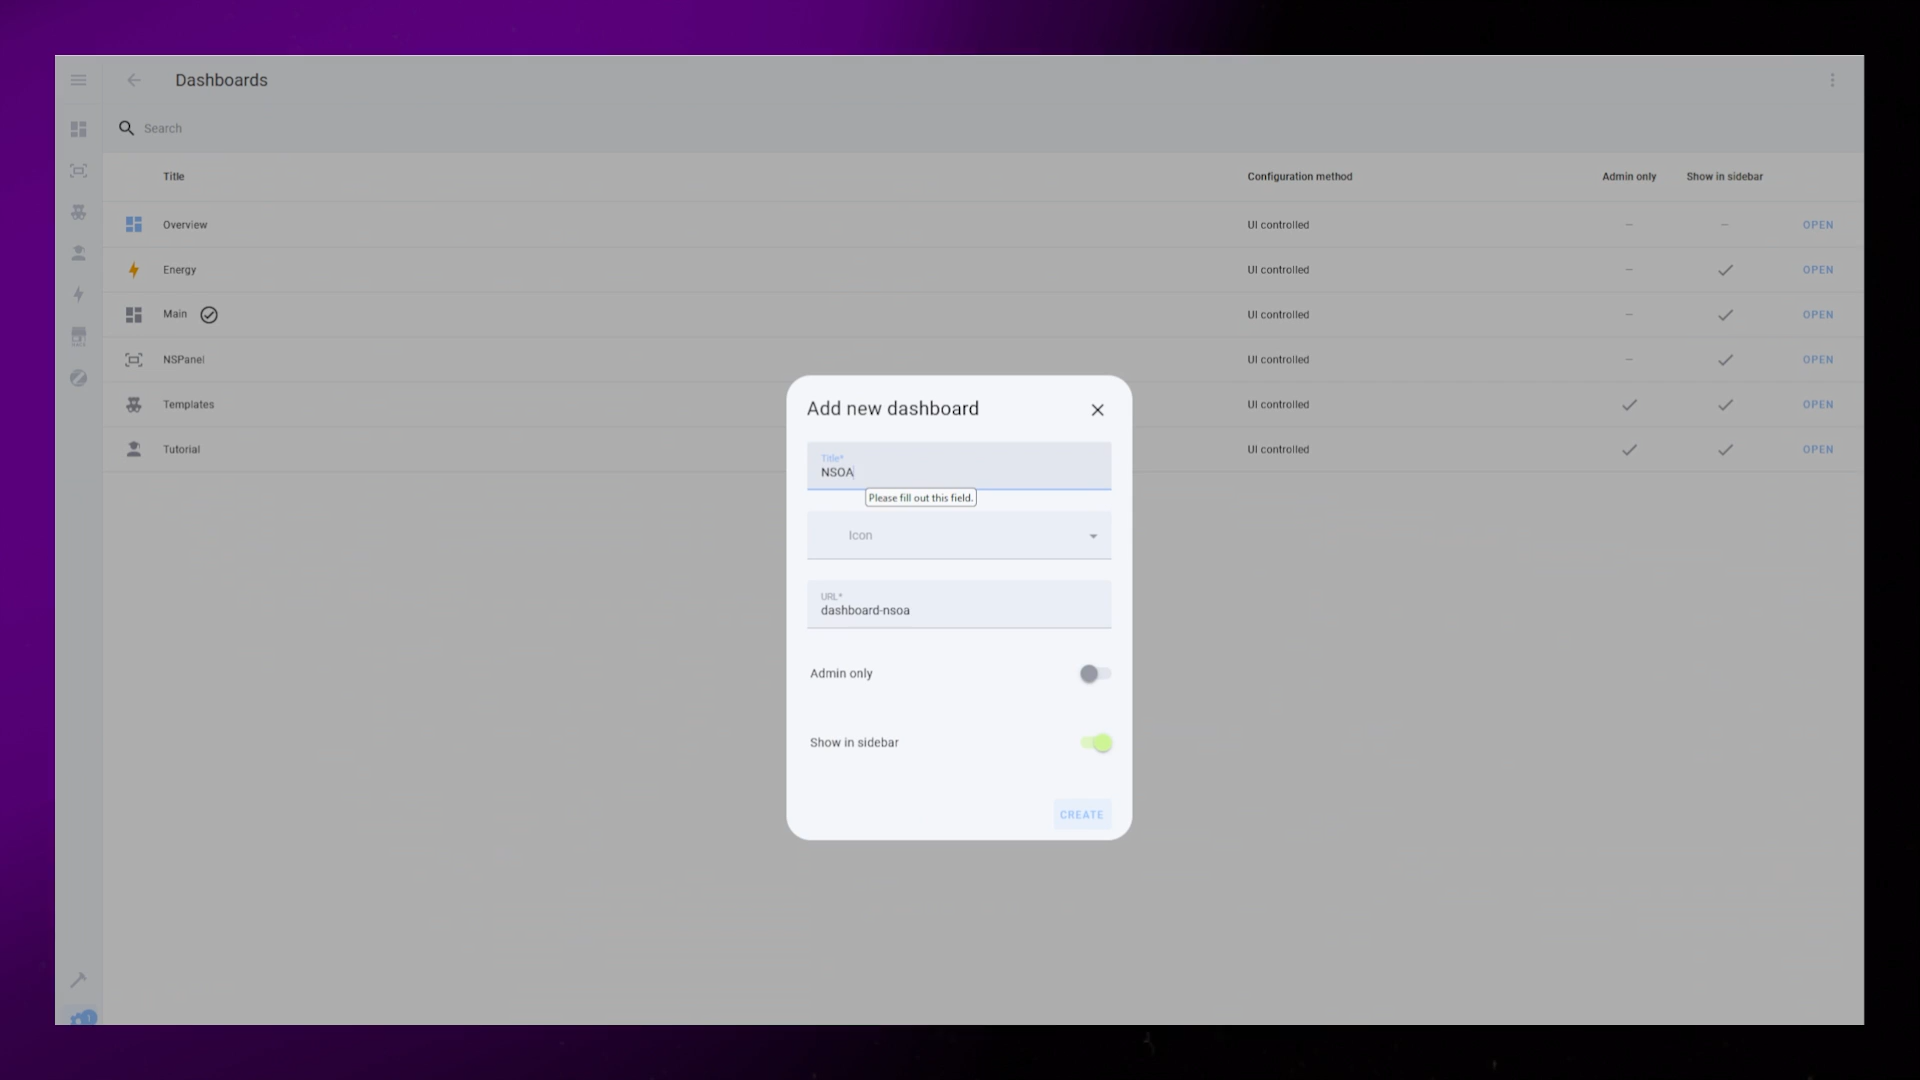 Dashboards
Search
Title Configuration method Admin only Show in sidebar
Overview UI controlled – – OPEN
Energy UI controlled – OPEN
Main UI controlled – OPEN
NSPanel UI controlled – OPEN
Templates UI controlled OPEN
Tutorial UI controlled OPEN
Add new dashboard
Title*
NSOA
Please fill out this field.
Icon
URL*
dashboard-nsoa
Admin only
Show in sidebar
CREATE
1